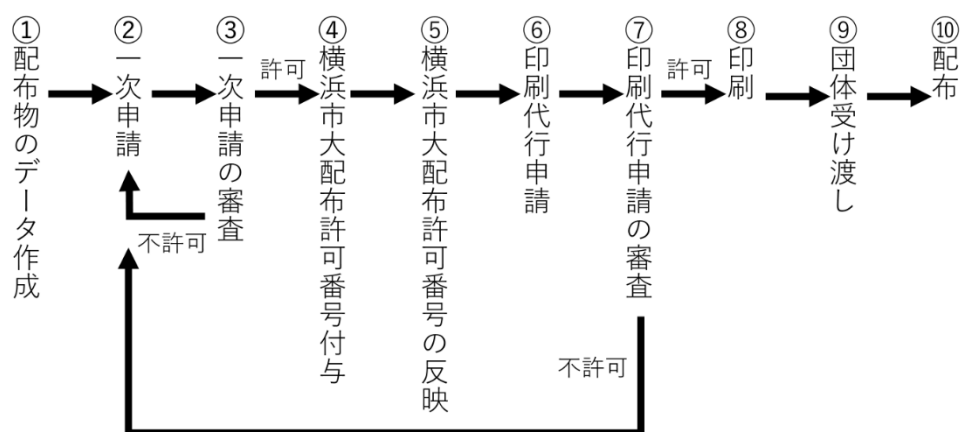 ①配布物のデータ作成
②一次申請
③一次申請の審査
許可
④横浜市大配布許可番号付与
⑤横浜市大配布許可番号の反映
⑥印刷代行申請
⑦印刷代行申請の審査
許可
⑧印刷
⑨団体受け渡し
⑩配布
不許可
不許可